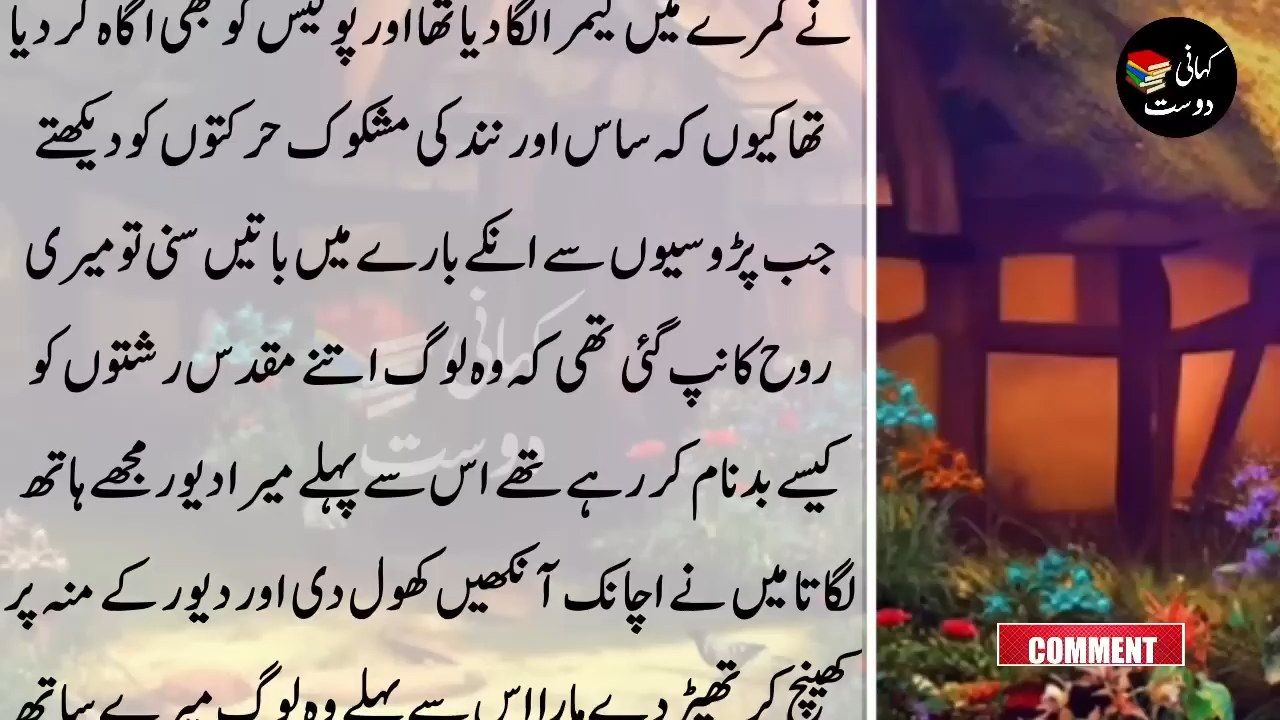 نے کمرے میں کیمرا لگا دیا تھا اور پولیس کو بھی آگاہ کر دیا
تھا کیوں کہ ساس اور نند کی مشکوک حرکتوں کو دیکھتے
جب پڑوسیوں سے انکے بارے میں باتیں سنی تو میری
روح کانپ گئی تھی کہ وہ لوگ اتنے مقدس رشتوں کو
کیسے بدنام کر رہے تھے اس سے پہلے میرا دیور مجھے ہاتھ
لگاتا میں نے اچانک آنکھیں کھول دی اور دیور کے منہ پر
کھینچ کر تھپڑ دے مارا اس سے پہلے وہ لوگ میرے ساتھ
کہانی
دوست
کہانی
دوست
COMMENT